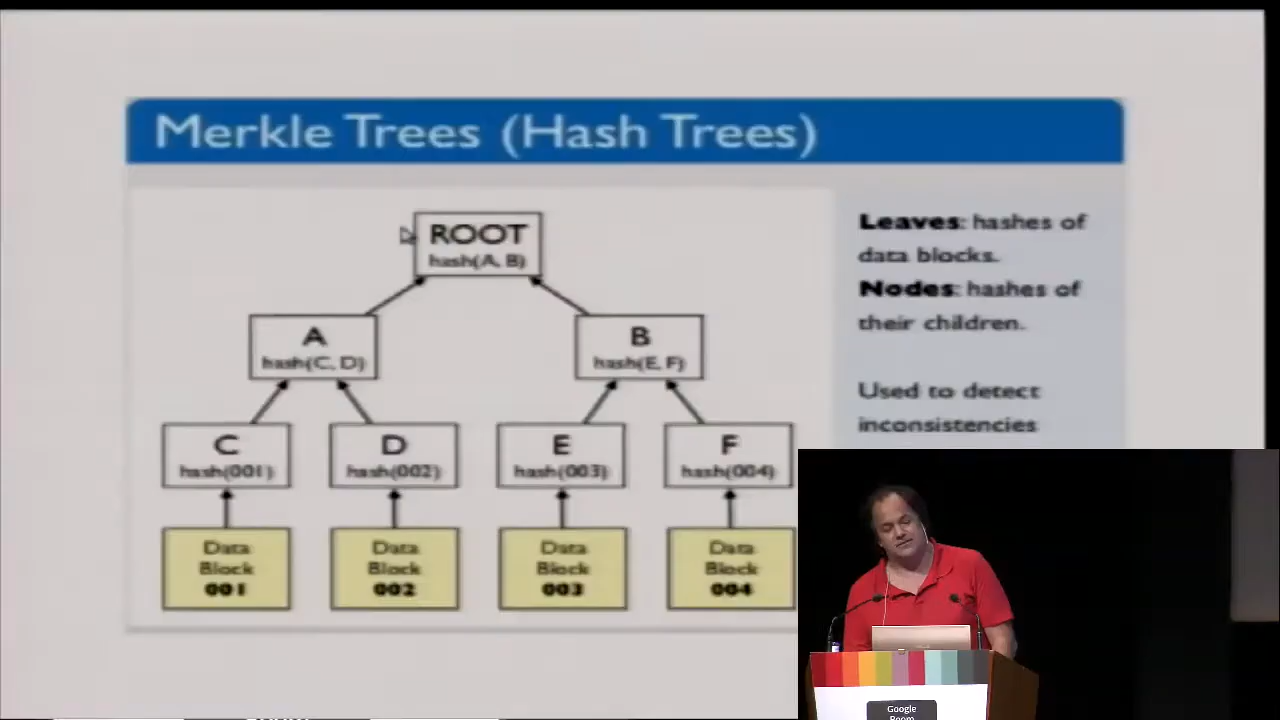 Merkle Trees (Hash Trees)
ROOT
hash(A, B)
A
hash(C, D)
B
hash(E, F)
C
hash(001)
D
hash(002)
E
hash(003)
F
hash(004)
Data
Block
001
Data
Block
002
Data
Block
003
Data
Block
004
Leaves: hashes of
data blocks.
Nodes: hashes of
their children.
Used to detect
inconsistencies
Google
Room